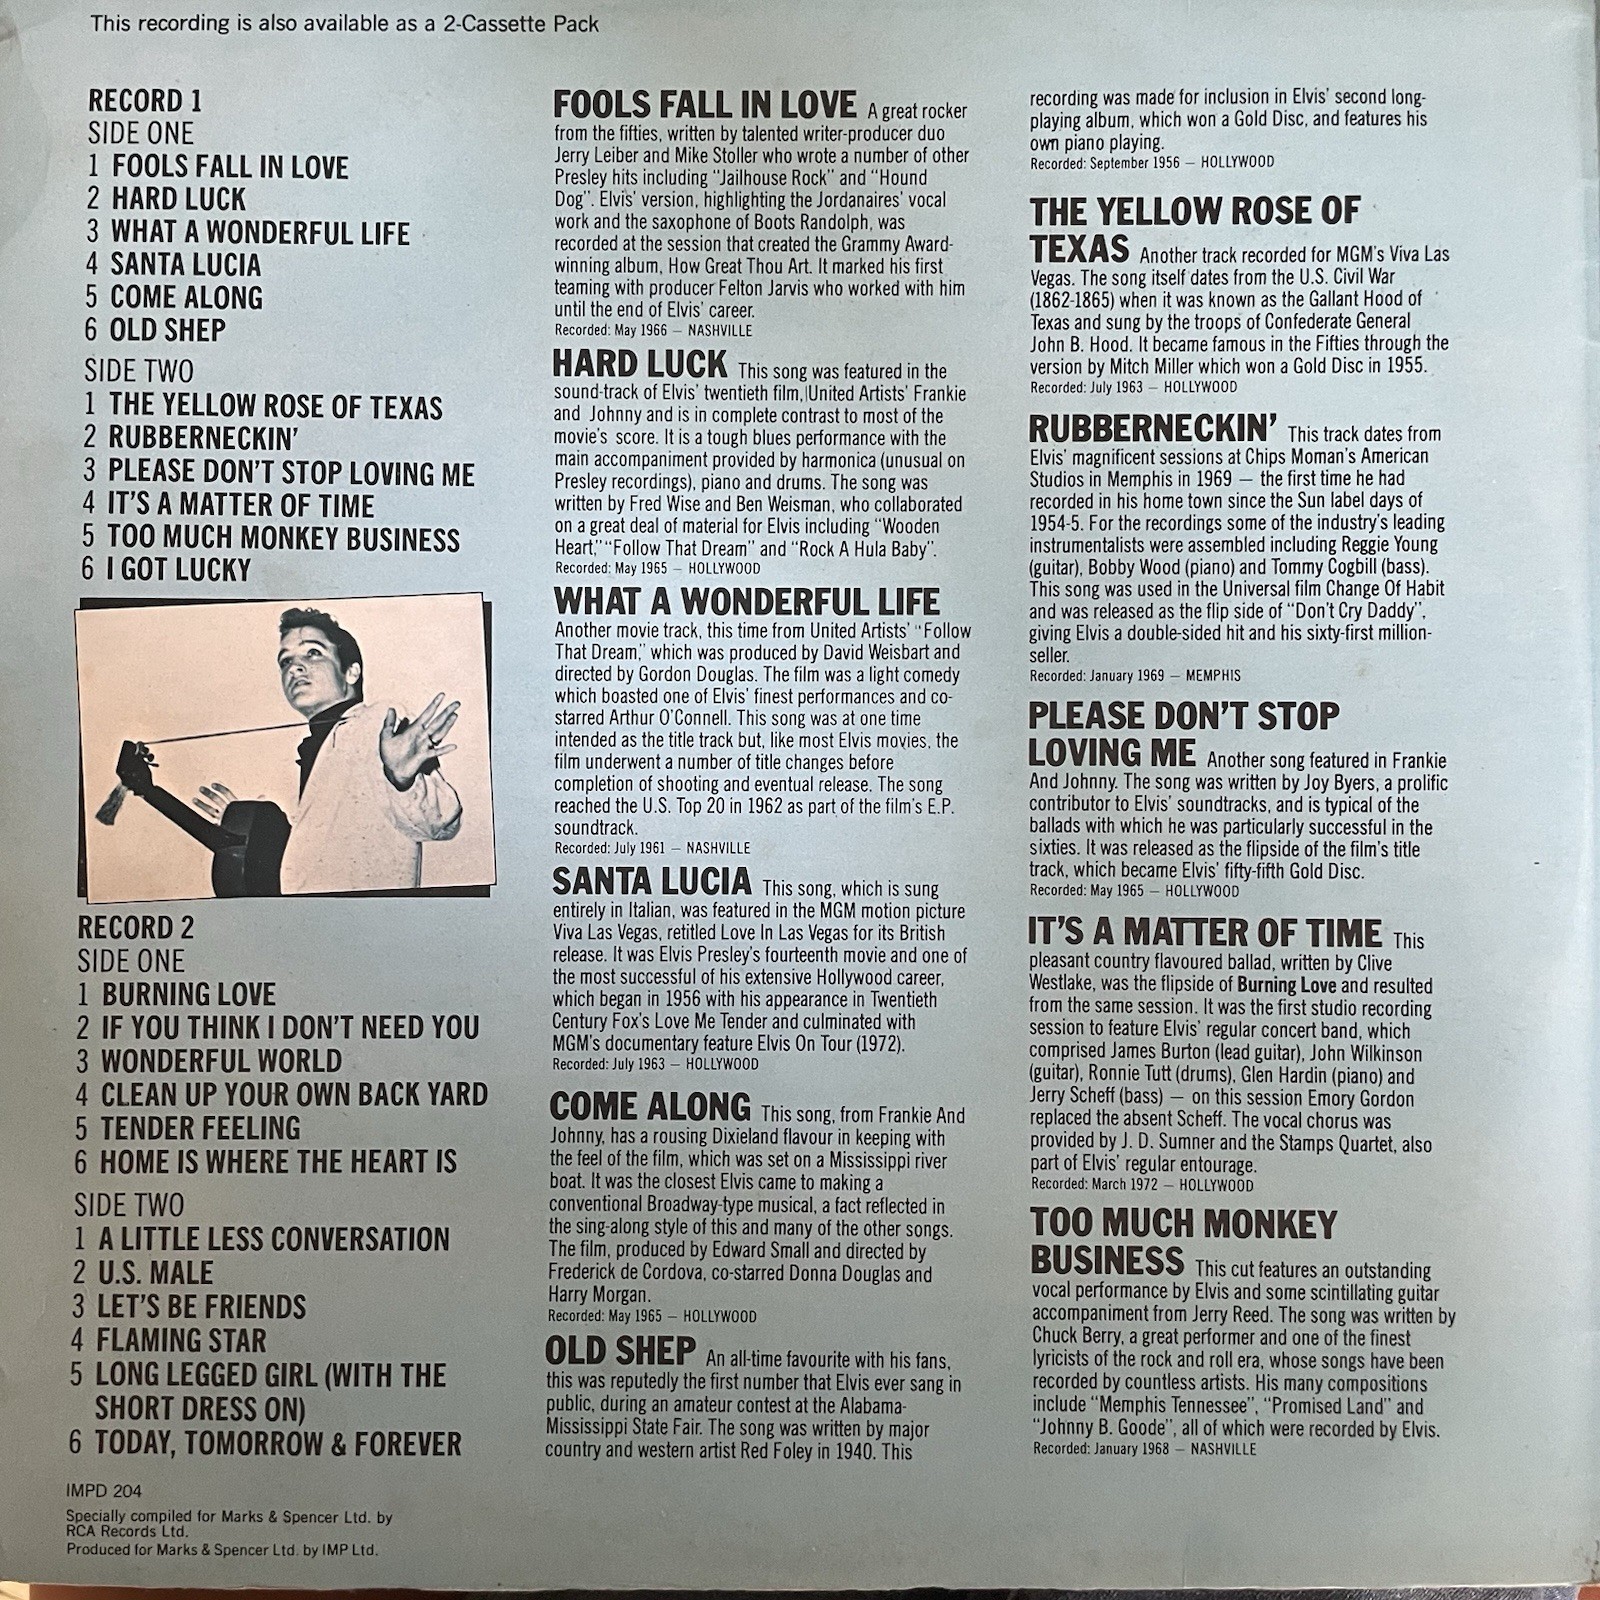 This recording is also available as a 2-Cassette Pack
RECORD 1
SIDE ONE
1 FOOLS FALL IN LOVE
2 HARD LUCK
3 WHAT A WONDERFUL LIFE
4 SANTA LUCIA
5 COME ALONG
6 OLD SHEP
SIDE TWO
1 THE YELLOW ROSE OF TEXAS
2 RUBBERNECKIN'
3 PLEASE DON'T STOP LOVING ME
4 IT'S A MATTER OF TIME
5 TOO MUCH MONKEY BUSINESS
6 I GOT LUCKY
RECORD 2
SIDE ONE
1 BURNING LOVE
2 IF YOU THINK I DON'T NEED YOU
3 WONDERFUL WORLD
4 CLEAN UP YOUR OWN BACK YARD
5 TENDER FEELING
6 HOME IS WHERE THE HEART IS
SIDE TWO
1 A LITTLE LESS CONVERSATION
2 U.S. MALE
3 LET'S BE FRIENDS
4 FLAMING STAR
5 LONG LEGGED GIRL (WITH THE
SHORT DRESS ON)
6 TODAY, TOMORROW & FOREVER
IMPD 204
Specially compiled for Marks & Spencer Ltd. by
RCA Records Ltd.
Produced for Marks & Spencer Ltd. by IMP Ltd.
FOOLS FALL IN LOVE A great rocker
from the fifties, written by talented writer-producer duo
Jerry Leiber and Mike Stoller who wrote a number of other
Presley hits including "Jailhouse Rock" and "Hound
Dog". Elvis' version, highlighting the Jordanaires' vocal
work and the saxophone of Boots Randolph, was
recorded at the session that created the Grammy Award-
winning album, How Great Thou Art. It marked his first
teaming with producer Felton Jarvis who worked with him
until the end of Elvis' career.
Recorded: May 1966 — NASHVILLE
HARD LUCK This song was featured in the
sound-track of Elvis' twentieth film, United Artists' Frankie
and Johnny and is in complete contrast to most of the
movie's score. It is a tough blues performance with the
main accompaniment provided by harmonica (unusual on
Presley recordings), piano and drums. The song was
written by Fred Wise and Ben Weisman, who collaborated
on a great deal of material for Elvis including "Wooden
Heart," "Follow That Dream" and "Rock A Hula Baby".
Recorded: May 1965 — HOLLYWOOD
WHAT A WONDERFUL LIFE
Another movie track, this time from United Artists' "Follow
That Dream," which was produced by David Weisbart and
directed by Gordon Douglas. The film was a light comedy
which boasted one of Elvis' finest performances and co-
starred Arthur O'Connell. This song was at one time
intended as the title track but, like most Elvis movies, the
film underwent a number of title changes before
completion of shooting and eventual release. The song
reached the U.S. Top 20 in 1962 as part of the film's E.P.
soundtrack.
Recorded: July 1961 — NASHVILLE
SANTA LUCIA This song, which is sung
entirely in Italian, was featured in the MGM motion picture
Viva Las Vegas, retitled Love In Las Vegas for its British
release. It was Elvis Presley's fourteenth movie and one of
the most successful of his extensive Hollywood career,
which began in 1956 with his appearance in Twentieth
Century Fox's Love Me Tender and culminated with
MGM's documentary feature Elvis On Tour (1972).
Recorded: July 1963 — HOLLYWOOD
COME ALONG This song, from Frankie And
Johnny, has a rousing Dixieland flavour in keeping with
the feel of the film, which was set on a Mississippi river
boat. It was the closest Elvis came to making a
conventional Broadway-type musical, a fact reflected in
the sing-along style of this and many of the other songs.
The film, produced by Edward Small and directed by
Frederick de Cordova, co-starred Donna Douglas and
Harry Morgan.
Recorded: May 1965 — HOLLYWOOD
OLD SHEP An all-time favourite with his fans,
this was reputedly the first number that Elvis ever sang in
public, during an amateur contest at the Alabama-
Mississippi State Fair. The song was written by major
country and western artist Red Foley in 1940. This
recording was made for inclusion in Elvis' second long-
playing album, which won a Gold Disc, and features his
own piano playing.
Recorded: September 1956 — HOLLYWOOD
THE YELLOW ROSE OF
TEXAS Another track recorded for MGM's Viva Las
Vegas. The song itself dates from the U.S. Civil War
(1862-1865) when it was known as the Gallant Hood of
Texas and sung by the troops of Confederate General
John B. Hood. It became famous in the Fifties through the
version by Mitch Miller which won a Gold Disc in 1955.
Recorded: July 1963 — HOLLYWOOD
RUBBERNECKIN' This track dates from
Elvis' magnificent sessions at Chips Moman's American
Studios in Memphis in 1969 — the first time he had
recorded in his home town since the Sun label days of
1954-5. For the recordings some of the industry's leading
instrumentalists were assembled including Reggie Young
(guitar), Bobby Wood (piano) and Tommy Cogbill (bass).
This song was used in the Universal film Change Of Habit
and was released as the flip side of "Don't Cry Daddy",
giving Elvis a double-sided hit and his sixty-first million-
seller.
Recorded: January 1969 — MEMPHIS
PLEASE DON'T STOP
LOVING ME Another song featured in Frankie
And Johnny. The song was written by Joy Byers, a prolific
contributor to Elvis' soundtracks, and is typical of the
ballads with which he was particularly successful in the
sixties. It was released as the flipside of the film's title
track, which became Elvis' fifty-fifth Gold Disc.
Recorded: May 1965 — HOLLYWOOD
IT'S A MATTER OF TIME This
pleasant country flavoured ballad, written by Clive
Westlake, was the flipside of Burning Love and resulted
from the same session. It was the first studio recording
session to feature Elvis' regular concert band, which
comprised James Burton (lead guitar), John Wilkinson
(guitar), Ronnie Tutt (drums), Glen Hardin (piano) and
Jerry Scheff (bass) — on this session Emory Gordon
replaced the absent Scheff. The vocal chorus was
provided by J. D. Sumner and the Stamps Quartet, also
part of Elvis' regular entourage.
Recorded: March 1972 — HOLLYWOOD
TOO MUCH MONKEY
BUSINESS This cut features an outstanding
vocal performance by Elvis and some scintillating guitar
accompaniment from Jerry Reed. The song was written by
Chuck Berry, a great performer and one of the finest
lyricists of the rock and roll era, whose songs have been
recorded by countless artists. His many compositions
include "Memphis Tennessee", "Promised Land" and
"Johnny B. Goode", all of which were recorded by Elvis.
Recorded: January 1968 — NASHVILLE